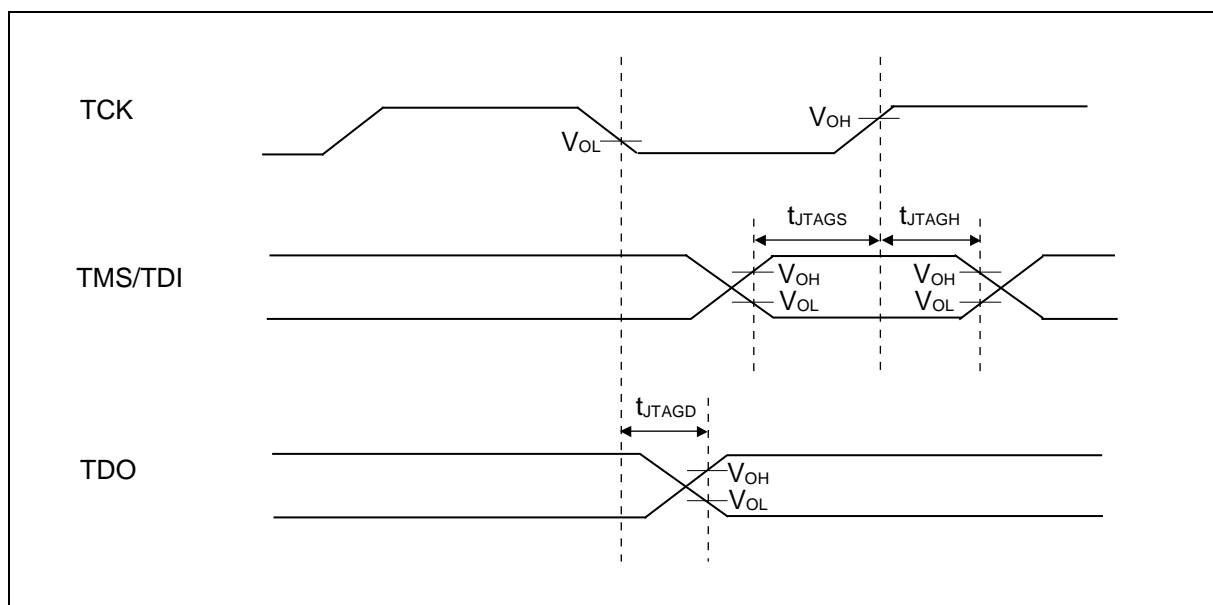 TCK
VOL
VOH
tJTAGS
tJTAGH
TMS/TDI
VOH
VOL
VOH
VOL
tJTAGD
TDO
VOH
VOL